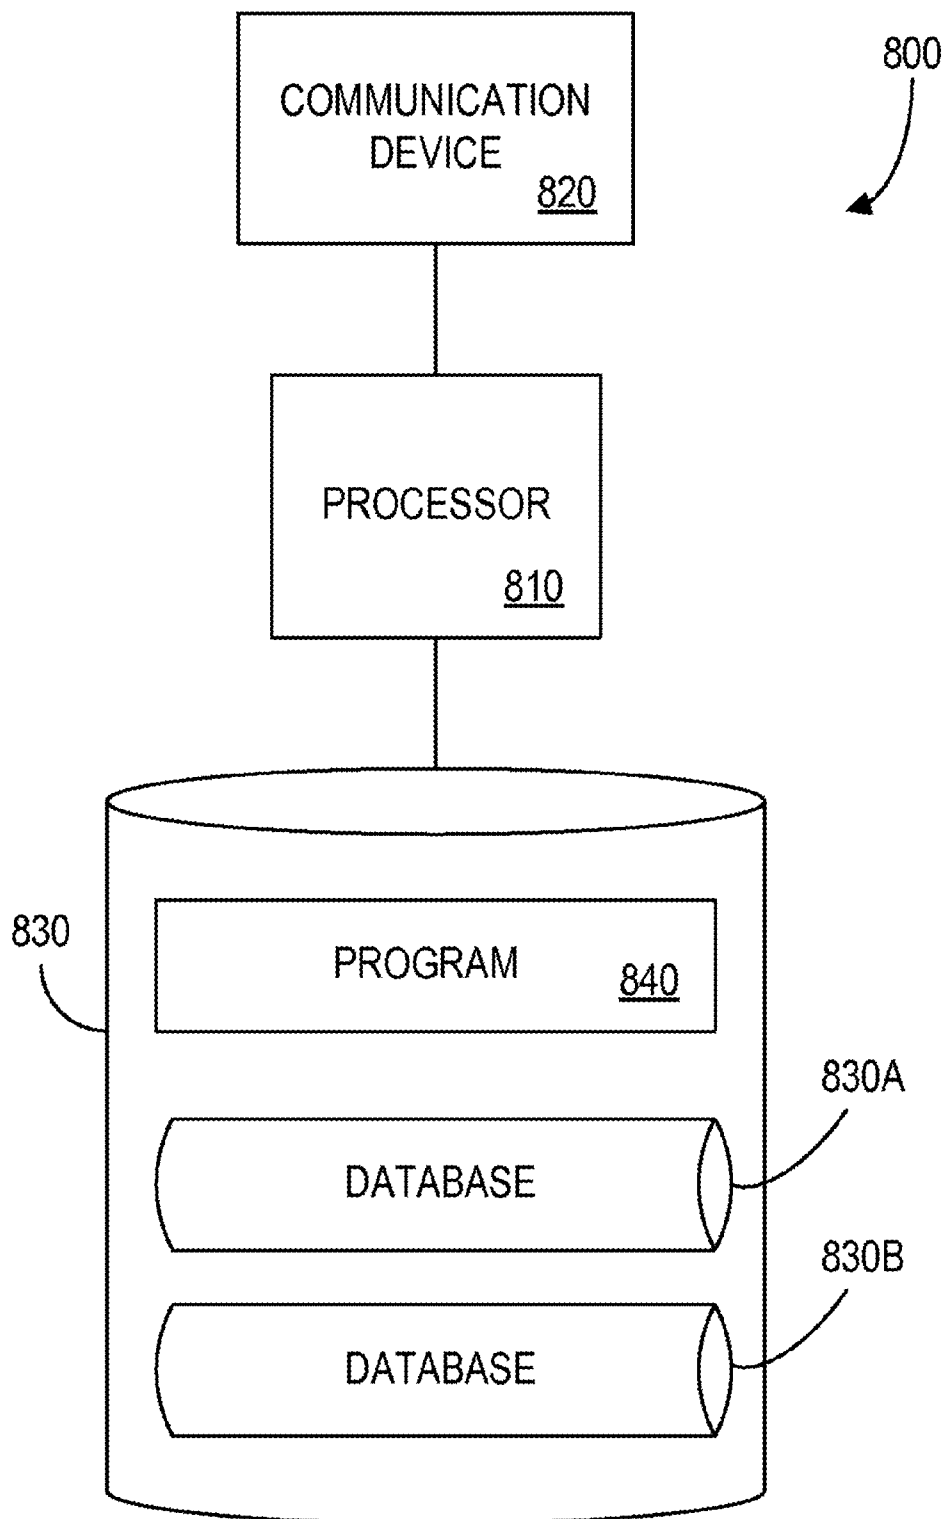 800
COMMUNICATION
DEVICE
820
PROCESSOR
810
830
PROGRAM
840
830A
DATABASE
830B
DATABASE